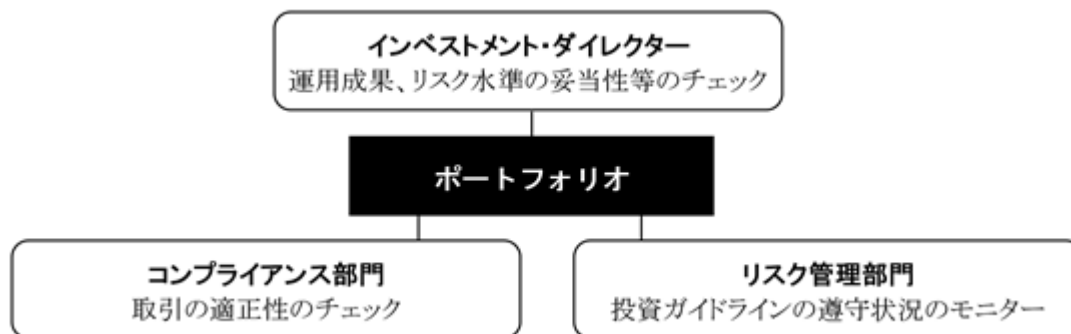 インベストメント・ダイレクター
運用成果、リスク水準の妥当性等のチェック
ポートフォリオ
コンプライアンス部門
取引の適正性のチェック
リスク管理部門
投資ガイドラインの遵守状況のモニター